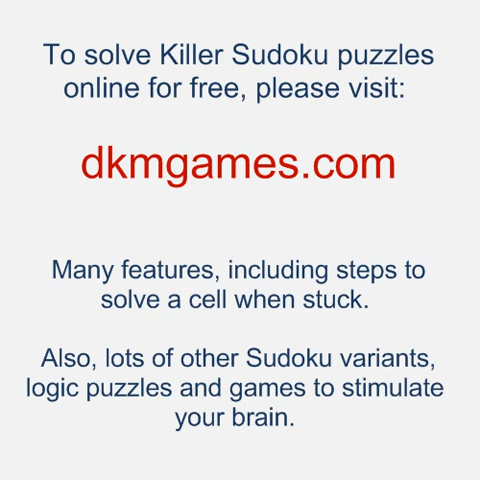 To solve Killer Sudoku puzzles
online for free, please visit:
dkmgames.com
Many features, including steps to
solve a cell when stuck.
Also, lots of other Sudoku variants,
logic puzzles and games to stimulate
your brain.